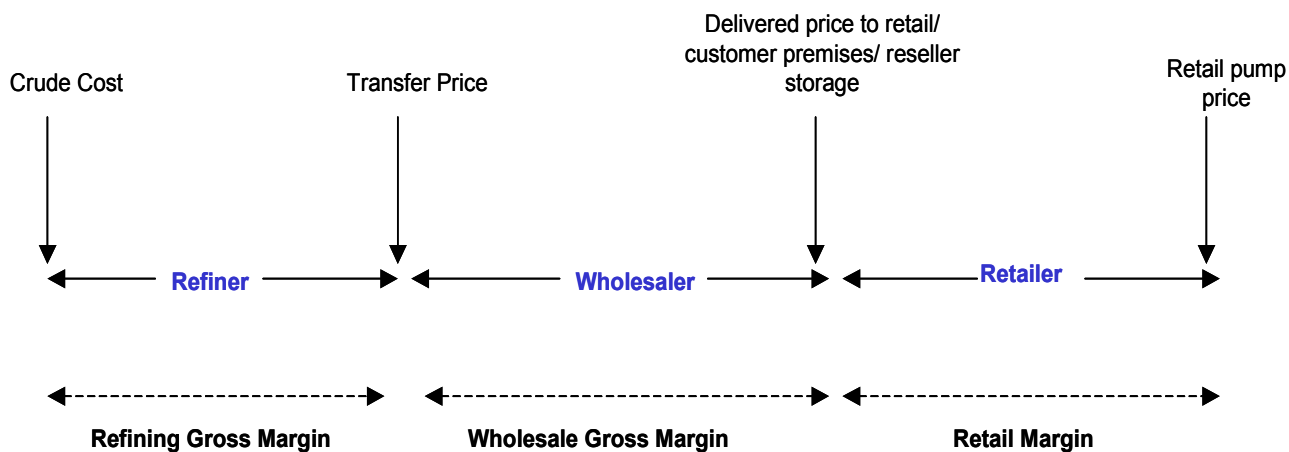 Crude Cost
Transfer Price
Delivered price to retail/
customer premises/ reseller
storage
Retail pump
price
Refiner
Wholesaler
Retailer
Refining Gross Margin
Wholesale Gross Margin
Retail Margin